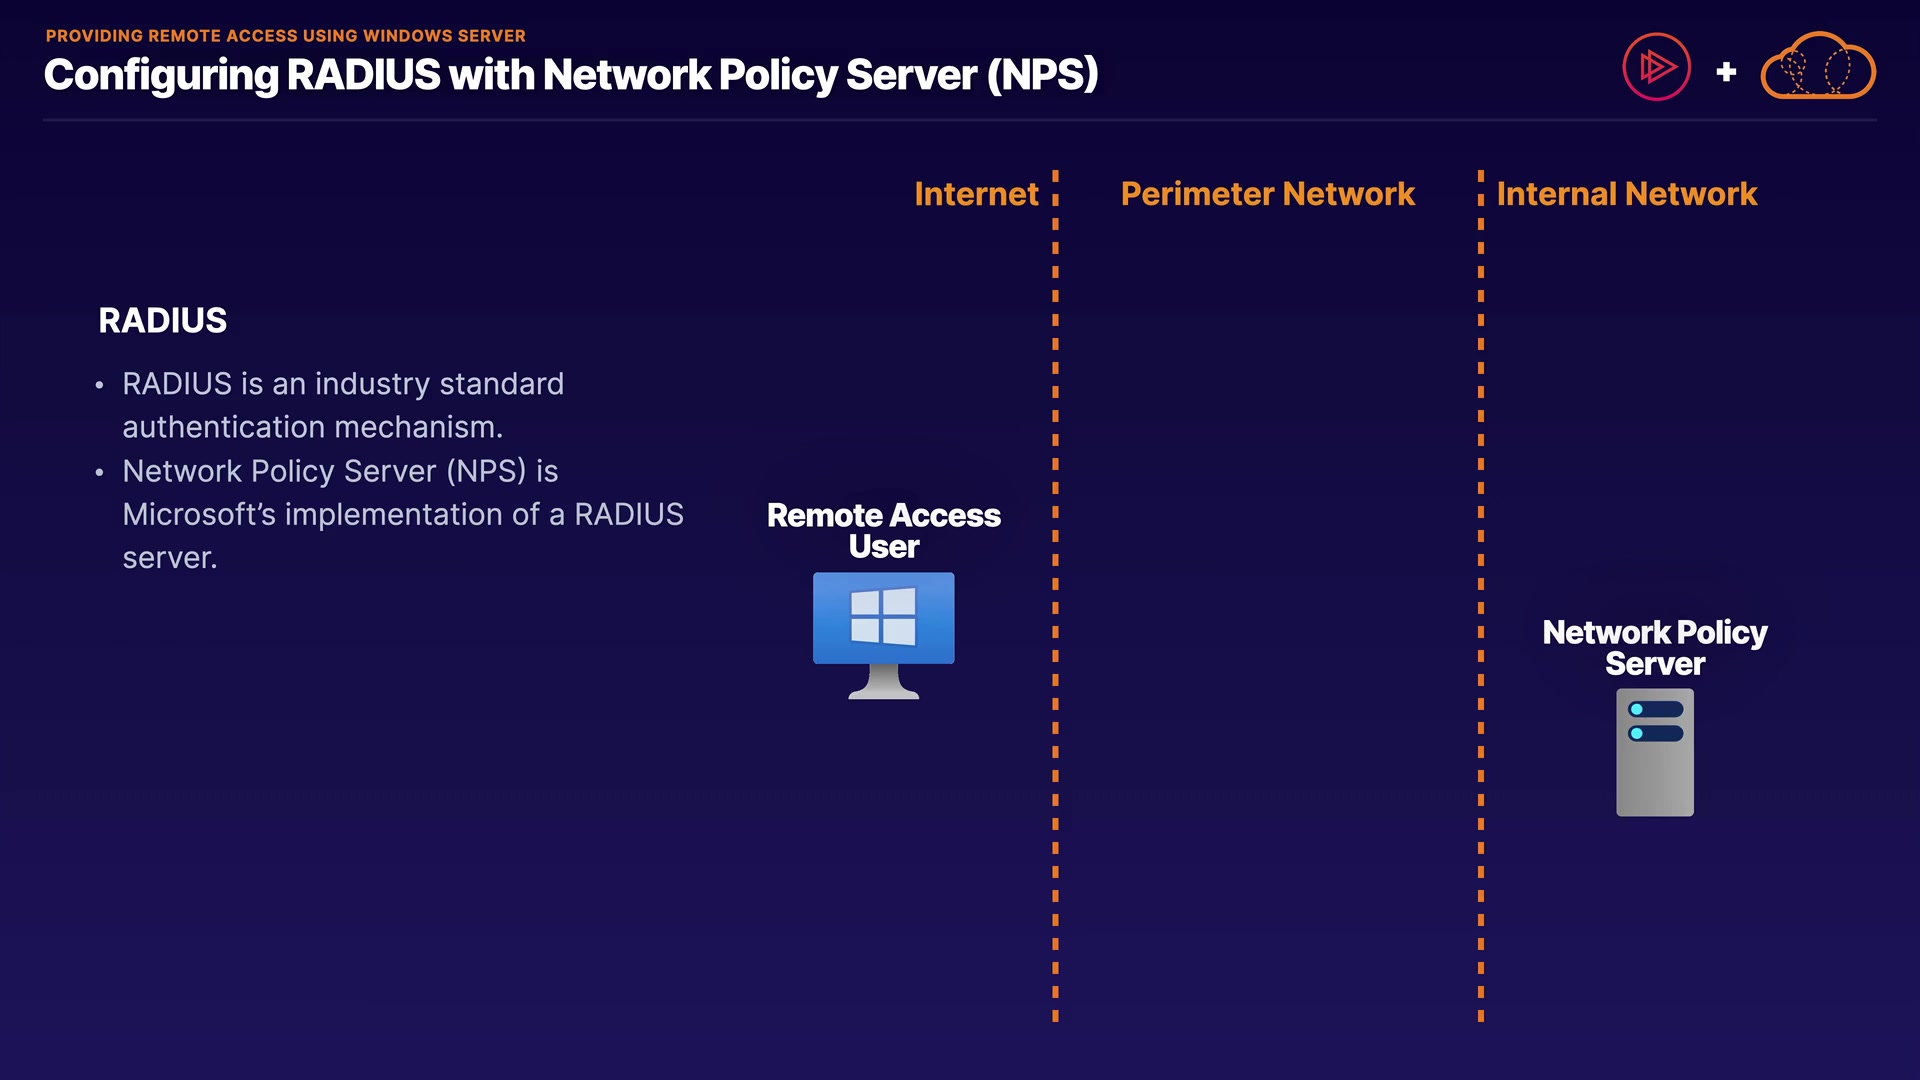 PROVIDING REMOTE ACCESS USING WINDOWS SERVER
Configuring RADIUS with Network Policy Server (NPS)
+
Internet
Perimeter Network
Internal Network
RADIUS
• RADIUS is an industry standard
authentication mechanism.
• Network Policy Server (NPS) is
Microsoft’s implementation of a RADIUS
server.
Remote Access
User
Network Policy
Server